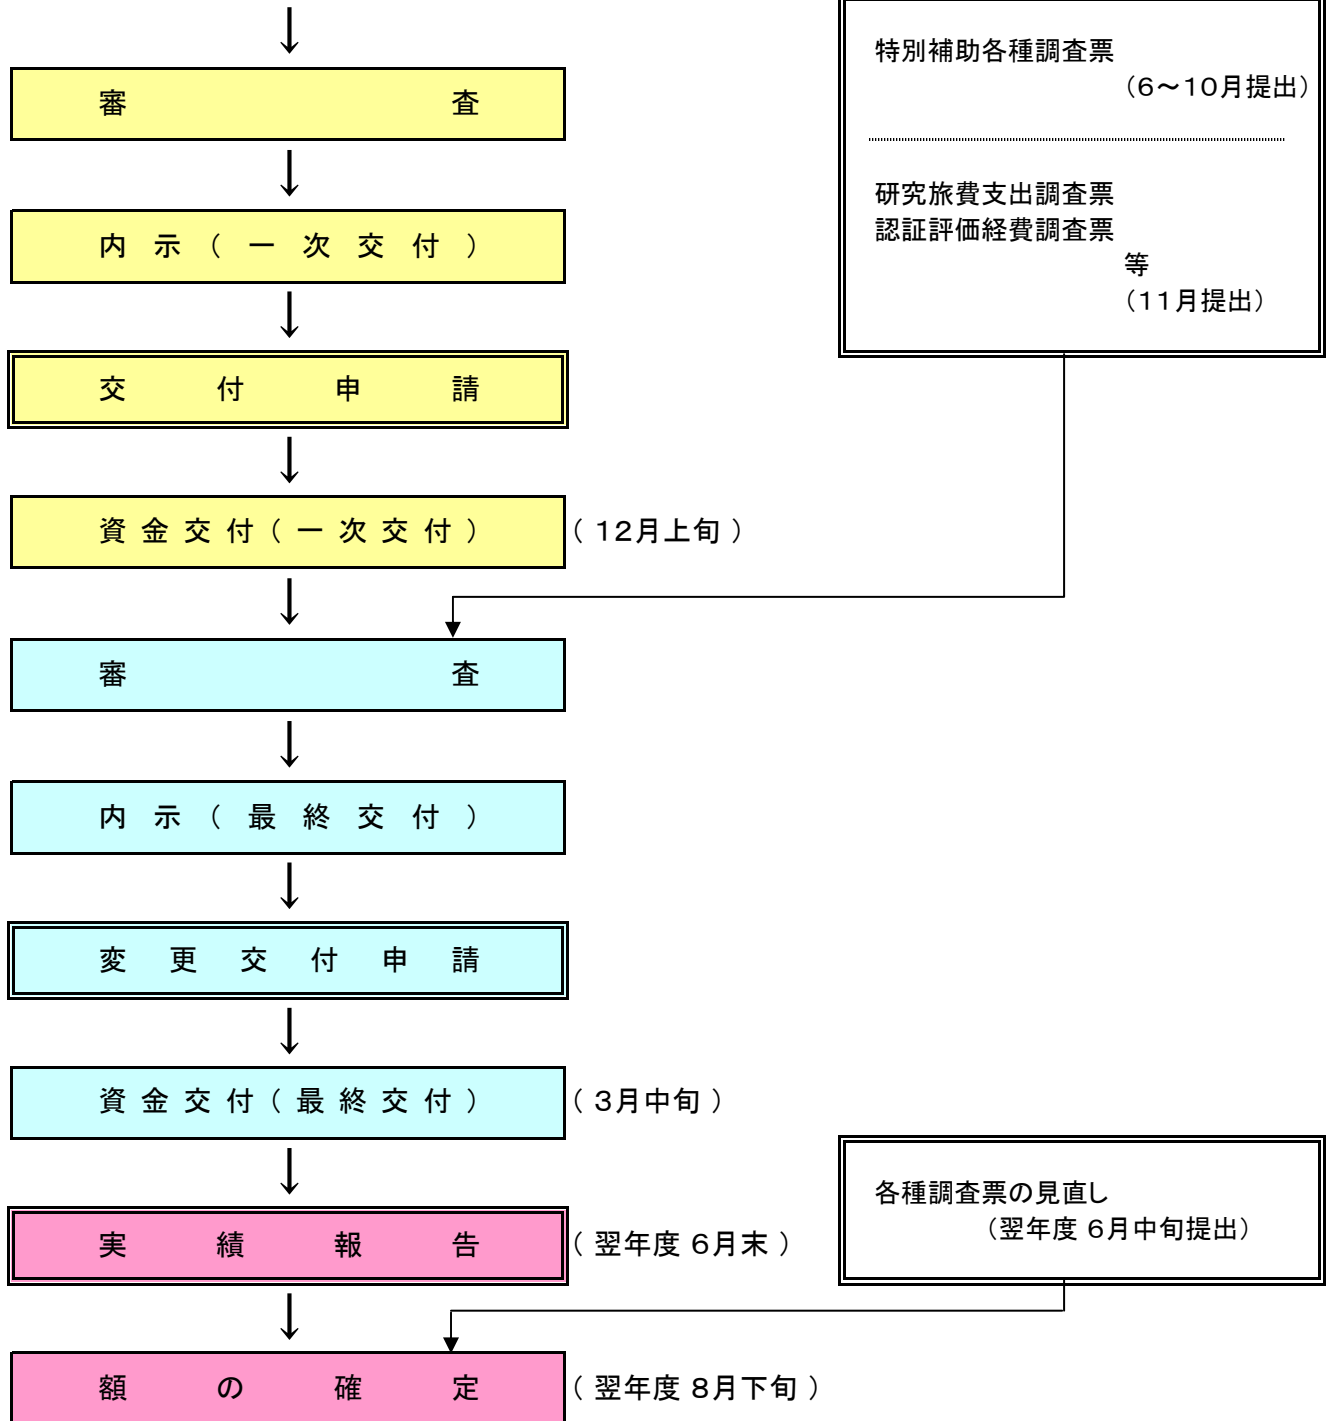 特別補助各種調査票
（６～１０月提出）
審査
研究旅費支出調査票
認証評価経費調査票
等
（１１月提出）
内示（一次交付）
交付申請
資金交付（一次交付）
（ １２月上旬 ）
審査
内示（最終交付）
変更交付申請
資金交付（最終交付）
（ ３月中旬 ）
各種調査票の見直し
（翌年度 ６月中旬提出）
実績報告
（ 翌年度 ６月末 ）
額の確定
（ 翌年度 ８月下旬 ）